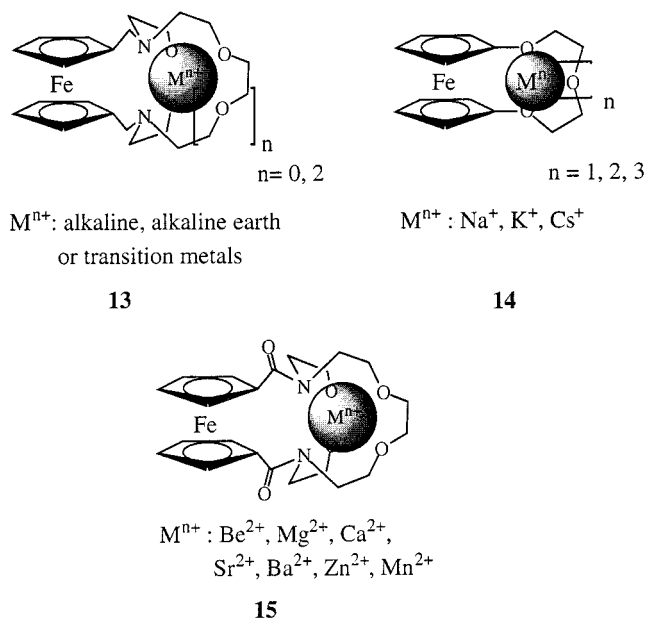 N O O
M^{n+}
Fe
N O
n
n= 0, 2
M^{n+}: alkaline, alkaline earth
or transition metals
13
O
Fe M^{n} O
O
n
n = 1, 2, 3
M^{n+} : Na^{+}, K^{+}, Cs^{+}
14
O
N O O
Fe M^{n+}
N O
O
M^{n+} : Be^{2+}, Mg^{2+}, Ca^{2+},
Sr^{2+}, Ba^{2+}, Zn^{2+}, Mn^{2+}
15